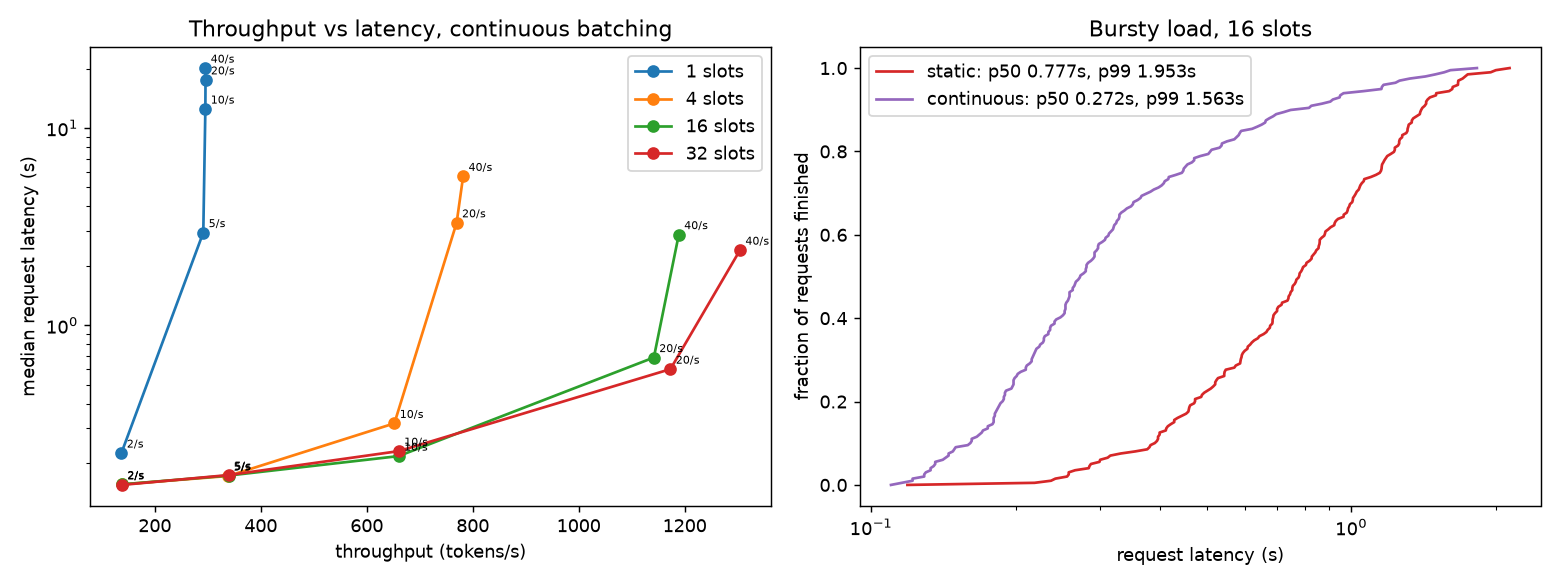 Throughput vs latency, continuous batching
median request latency (s)
10¹
10⁰
40/s
20/s
10/s
5/s
2/s
40/s
20/s
10/s
40/s
20/s
10/s
40/s
20/s
10/s
5/s
2/s
1 slots
4 slots
16 slots
32 slots
200
400
600
800
1000
1200
throughput (tokens/s)
Bursty load, 16 slots
fraction of requests finished
1.0
0.8
0.6
0.4
0.2
0.0
static: p50 0.777s, p99 1.953s
continuous: p50 0.272s, p99 1.563s
10⁻¹
10⁰
request latency (s)